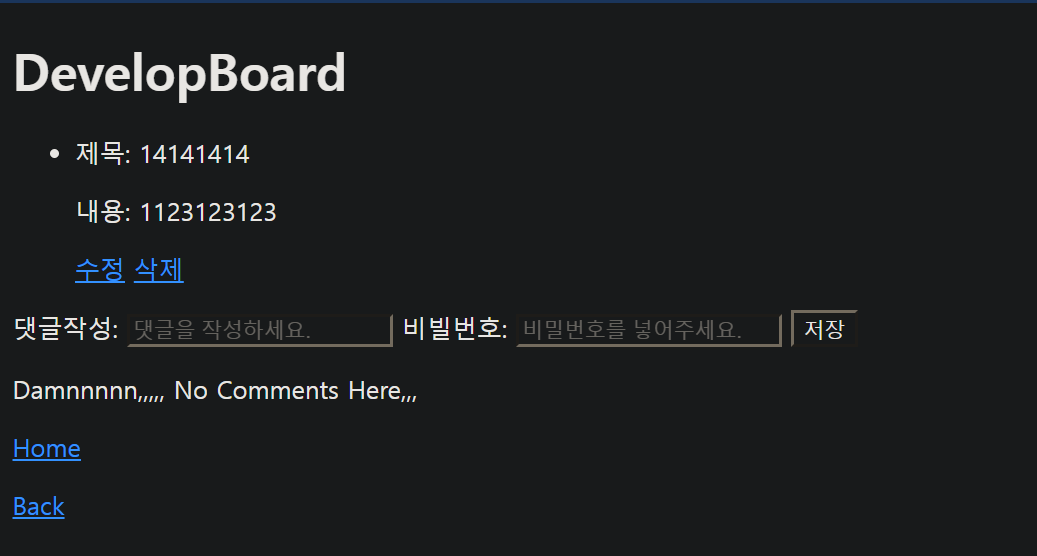 DevelopBoard
제목: 14141414
내용: 1123123123
수정 삭제
댓글작성: 댓글을 작성하세요. 비빌번호: 비밀번호를 넣어주세요. 저장
Damnnnnn,,,,, No Comments Here,,,
Home
Back